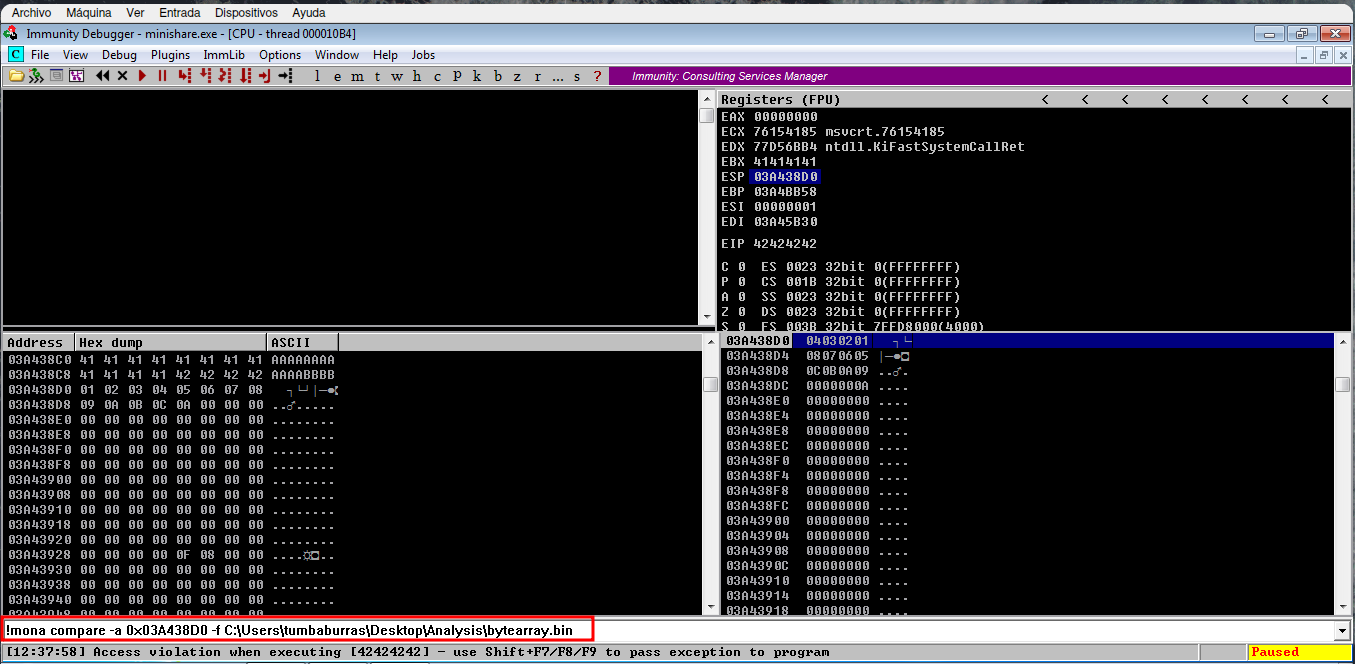 Archivo Máquina Ver Entrada Dispositivos Ayuda
Immunity Debugger - minishare.exe - [CPU - thread 000010B4]
C File View Debug Plugins ImmLib Options Window Help Jobs
l e m t w h c P k b z r ... s ? Immunity: Consulting Services Manager
Registers (FPU) < < < < < < < <
EAX 00000000
ECX 76154185 msvcrt.76154185
EDX 77D56BB4 ntdll.KiFastSystemCallRet
EBX 41414141
ESP 03A438D0
EBP 03A4BB58
ESI 00000001
EDI 03A45B30
EIP 42424242
C 0 ES 0023 32bit 0(FFFFFFFF)
P 0 CS 001B 32bit 0(FFFFFFFF)
A 0 SS 0023 32bit 0(FFFFFFFF)
Z 0 DS 0023 32bit 0(FFFFFFFF)
S 0 FS 003B 32bit 7FFD8000(4000)
Address Hex dump ASCII
03A438C0 41 41 41 41 41 41 41 41 AAAAAAAA
03A438C8 41 41 41 41 42 42 42 42 AAAABBBB
03A438D0 01 02 03 04 05 06 07 08
03A438D8 09 0A 0B 0C 0A 00 00 00 ..♂.....
03A438E0 00 00 00 00 00 00 00 00 ........
03A438E8 00 00 00 00 00 00 00 00 ........
03A438F0 00 00 00 00 00 00 00 00 ........
03A438F8 00 00 00 00 00 00 00 00 ........
03A43900 00 00 00 00 00 00 00 00 ........
03A43908 00 00 00 00 00 00 00 00 ........
03A43910 00 00 00 00 00 00 00 00 ........
03A43918 00 00 00 00 00 00 00 00 ........
03A43920 00 00 00 00 00 00 00 00 ........
03A43928 00 00 00 00 0F 08 00 00 ....☼◘..
03A43930 00 00 00 00 00 00 00 00 ........
03A43938 00 00 00 00 00 00 00 00 ........
03A43940 00 00 00 00 00 00 00 00 ........
03A43948 00 00 00 00 00 00 00 00 ........
03A438D0 04030201
03A438D4 08070605
03A438D8 0C0B0A09 ..♂.
03A438DC 0000000A ....
03A438E0 00000000 ....
03A438E4 00000000 ....
03A438E8 00000000 ....
03A438EC 00000000 ....
03A438F0 00000000 ....
03A438F4 00000000 ....
03A438F8 00000000 ....
03A438FC 00000000 ....
03A43900 00000000 ....
03A43904 00000000 ....
03A43908 00000000 ....
03A4390C 00000000 ....
03A43910 00000000 ....
03A43914 00000000 ....
03A43918 00000000 ....
!mona compare -a 0x03A438D0 -f C:\Users\tumbaburras\Desktop\Analysis\bytearray.bin
[12:37:58] Access violation when executing [42424242] - use Shift+F7/F8/F9 to pass exception to program Paused